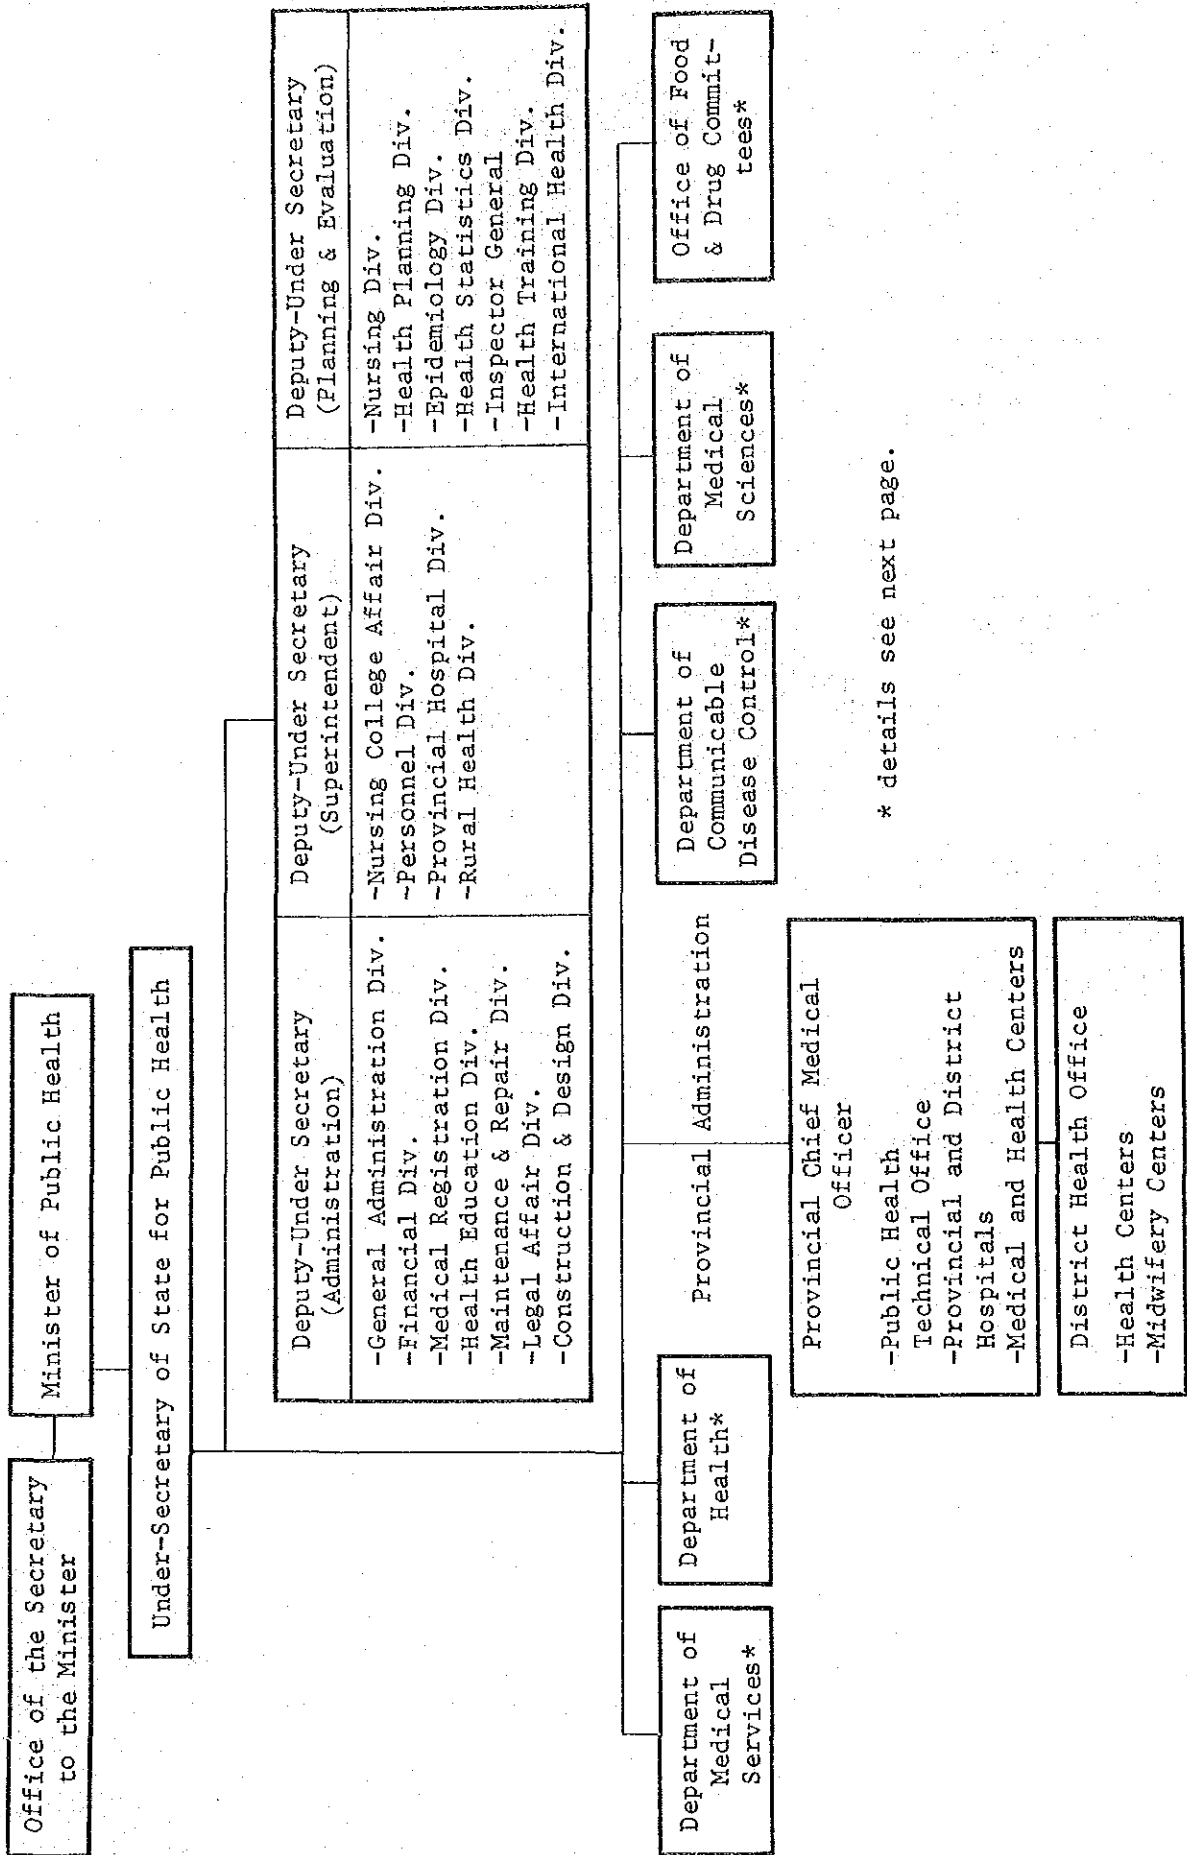 Office of the Secretary
to the Minister
Minister of Public Health
Under-Secretary of State for Public Health
Deputy-Under Secretary
(Administration)
-General Administration Div.
-Financial Div.
-Medical Registration Div.
-Health Education Div.
-Maintenance & Repair Div.
-Legal Affair Div.
-Construction & Design Div.
Deputy-Under Secretary
(Superintendent)
-Nursing College Affair Div.
-Personnel Div.
-Provincial Hospital Div.
-Rural Health Div.
Deputy-Under Secretary
(Planning & Evaluation)
-Nursing Div.
-Health Planning Div.
-Epidemiology Div.
-Health Statistics Div.
-Inspector General
-Health Training Div.
-International Health Div.
Department of
Medical
Services*
Department of
Health*
Provincial Administration
Provincial Chief Medical
Officer
-Public Health
Technical Office
-Provincial and District
Hospitals
-Medical and Health Centers
District Health Office
-Health Centers
-Midwifery Centers
Department of
Communicable
Disease Control*
Department of
Medical
Sciences*
Office of Food
& Drug Commit-
tees*
* details see next page.